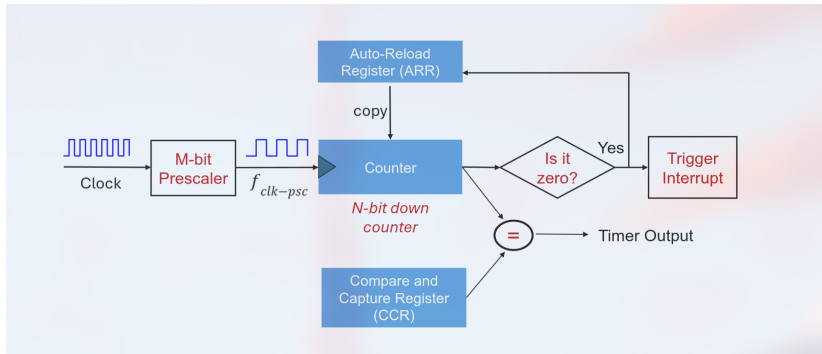 Auto-Reload
Register (ARR)
copy
Clock
M-bit
Prescaler
f_clk−psc
Counter
N-bit down
counter
Is it
zero?
Yes
Trigger
Interrupt
=
Timer Output
Compare and
Capture Register
(CCR)